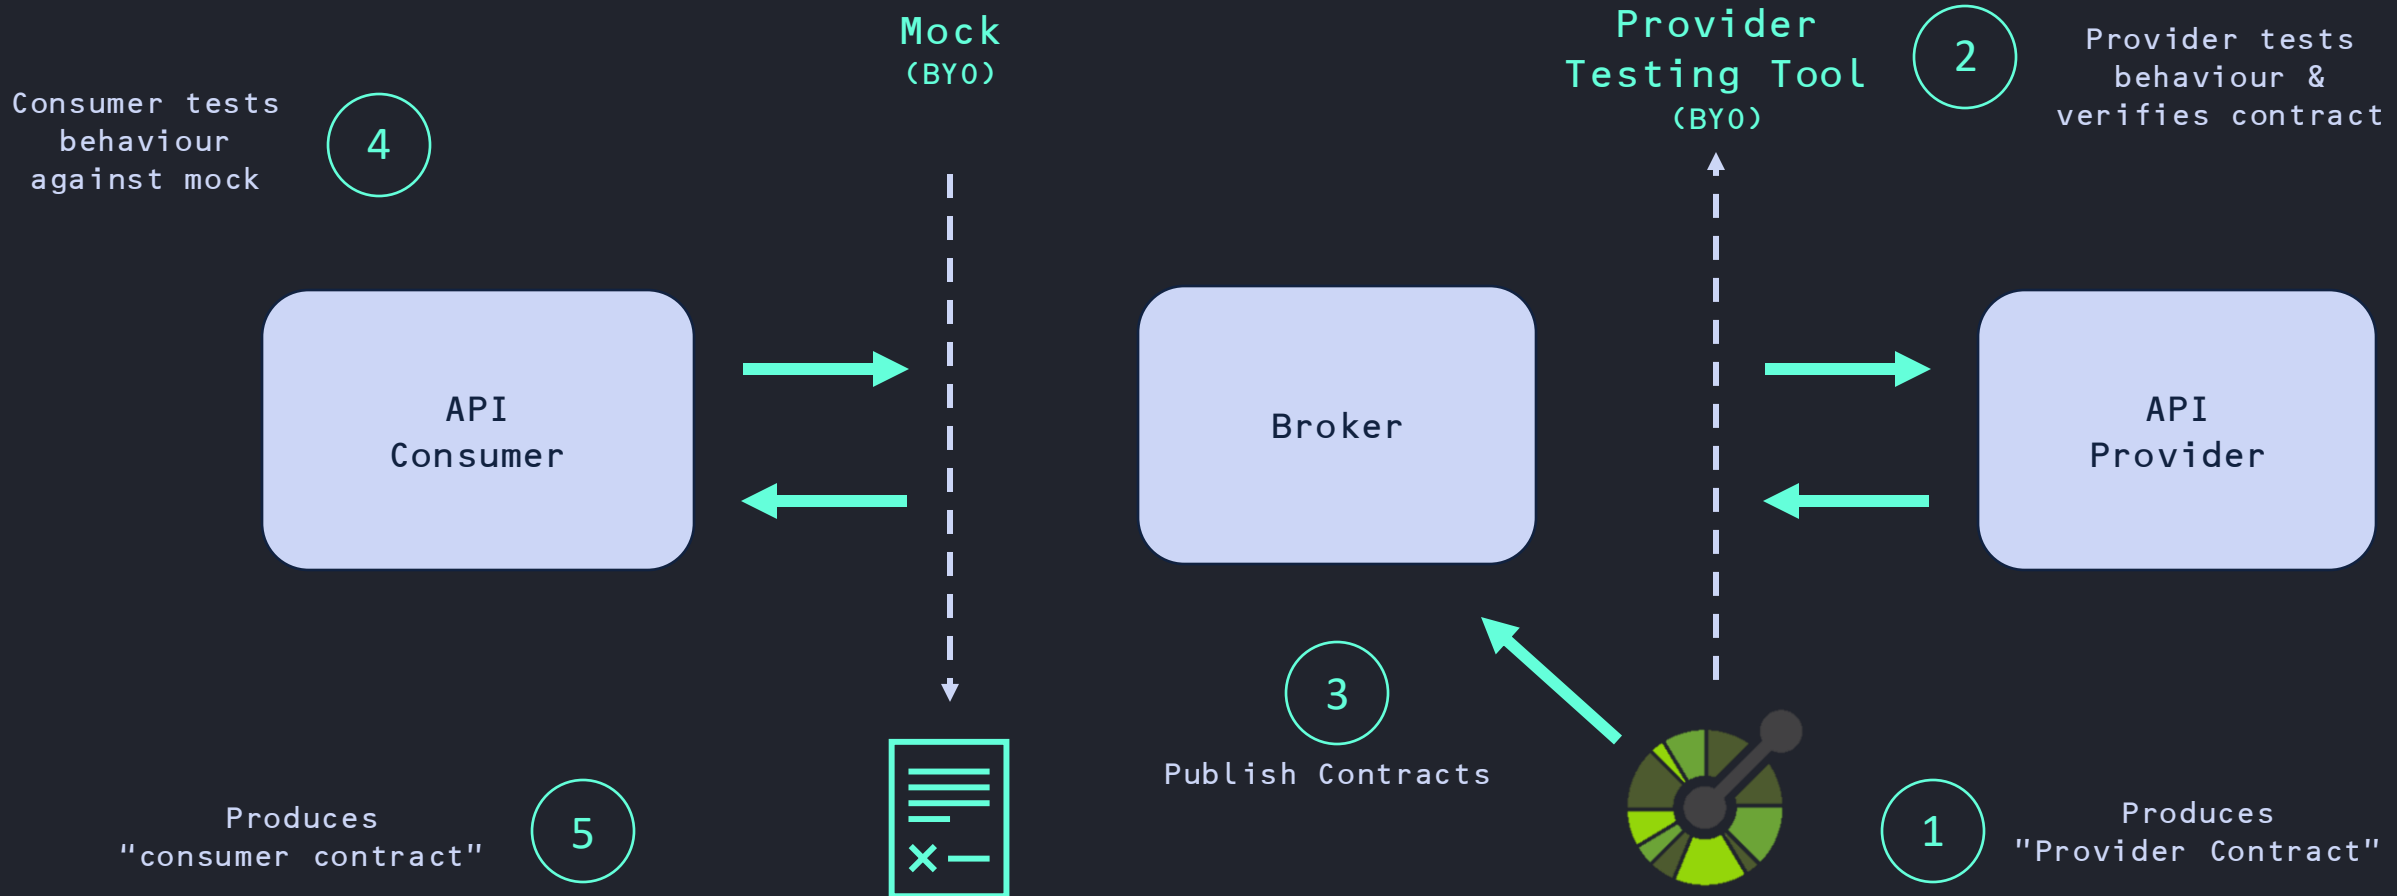 Mock
(BYO)
Provider
Testing Tool
(BYO)
2
Provider tests
behaviour &
verifies contract
Consumer tests
behaviour
against mock
4
API
Consumer
Broker
API
Provider
3
Publish Contracts
Produces
“consumer contract”
5
1
Produces
"Provider Contract"